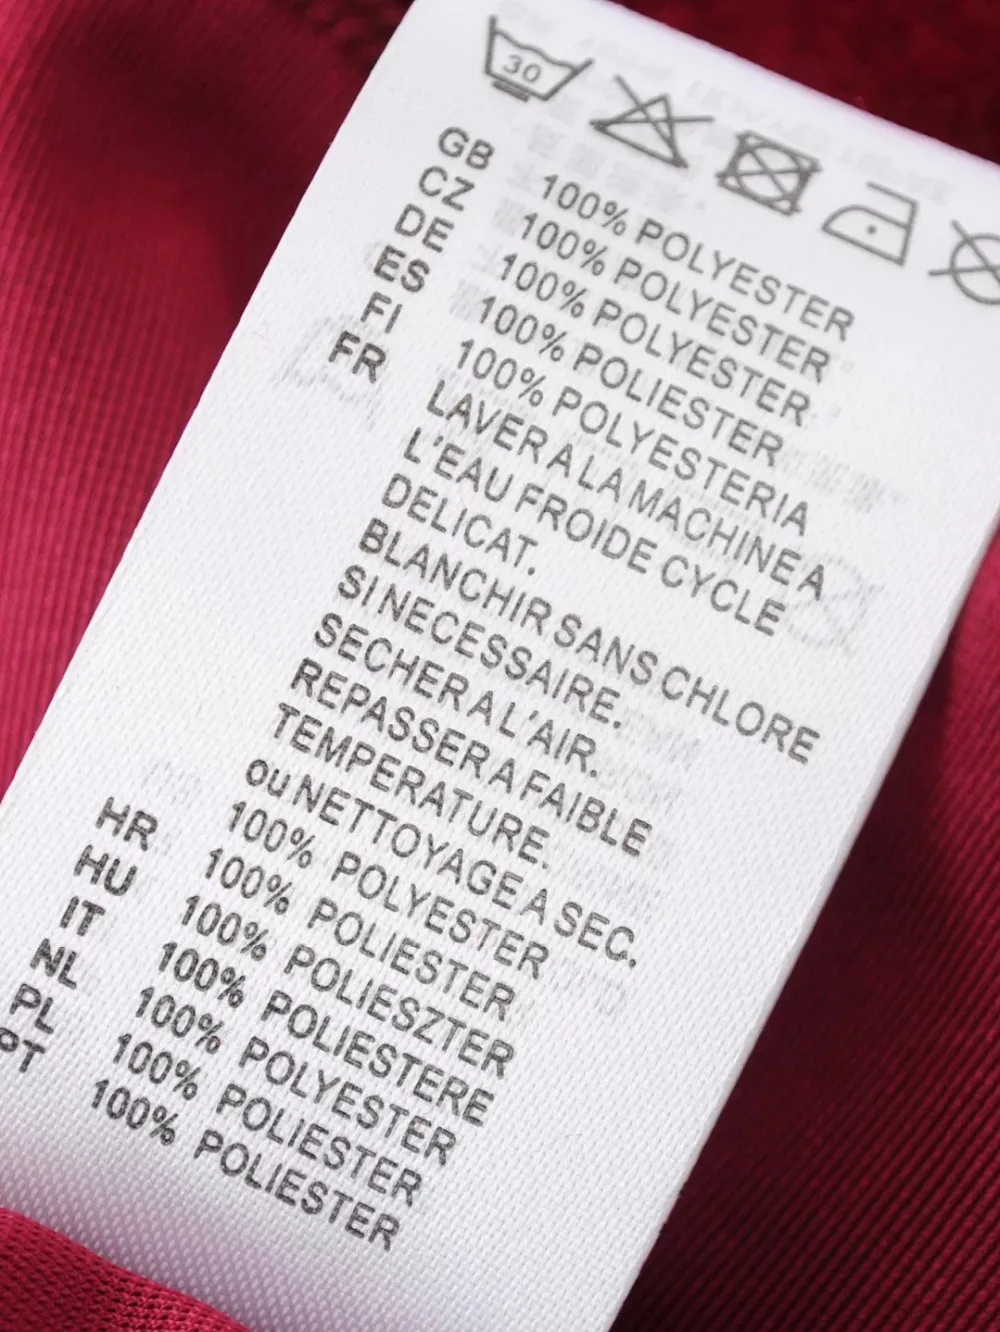 30
GB 100% POLYESTER
CZ 100% POLYESTER
DE 100% POLYESTER
ES 100% POLIESTER
FI 100% POLYESTERIA
FR LAVER A LA MACHINE A
L'EAU FROIDE CYCLE
DELICAT.
BLANCHIR SANS CHLORE
SI NECESSAIRE.
SECHER A L'AIR.
REPASSER A FAIBLE
TEMPERATURE.
ou NETTOYAGE A SEC.
100% POLYESTER
HR 100% POLIESTER
HU 100% POLIESZTER
IT 100% POLIESTERE
NL 100% POLYESTER
PL 100% POLIESTER
PT 100% POLIESTER